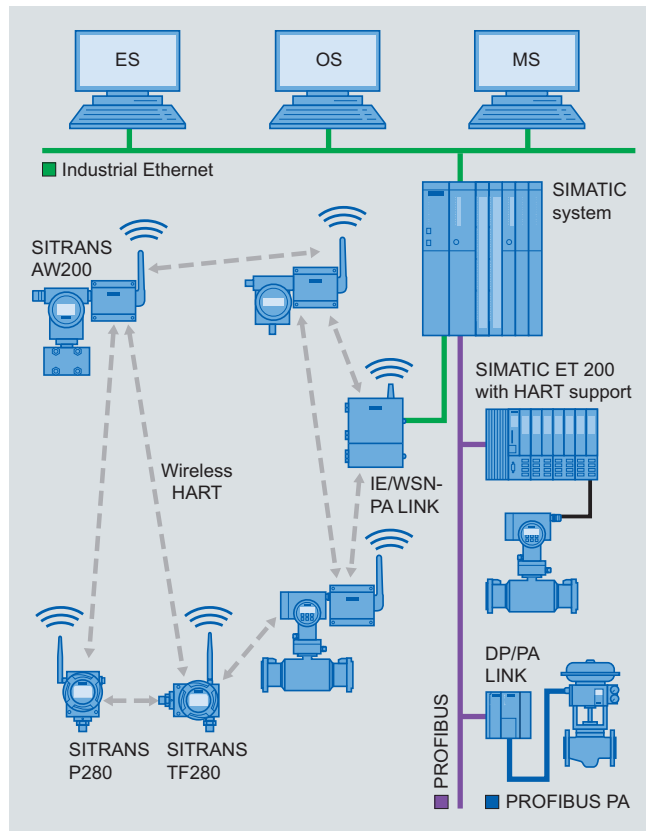 ES
OS
MS
Industrial Ethernet
SIMATIC
system
SITRANS
AW200
SIMATIC ET 200
with HART support
Wireless
HART
IE/WSN-
PA LINK
DP/PA
LINK
SITRANS
P280
SITRANS
TF280
PROFIBUS
PROFIBUS PA